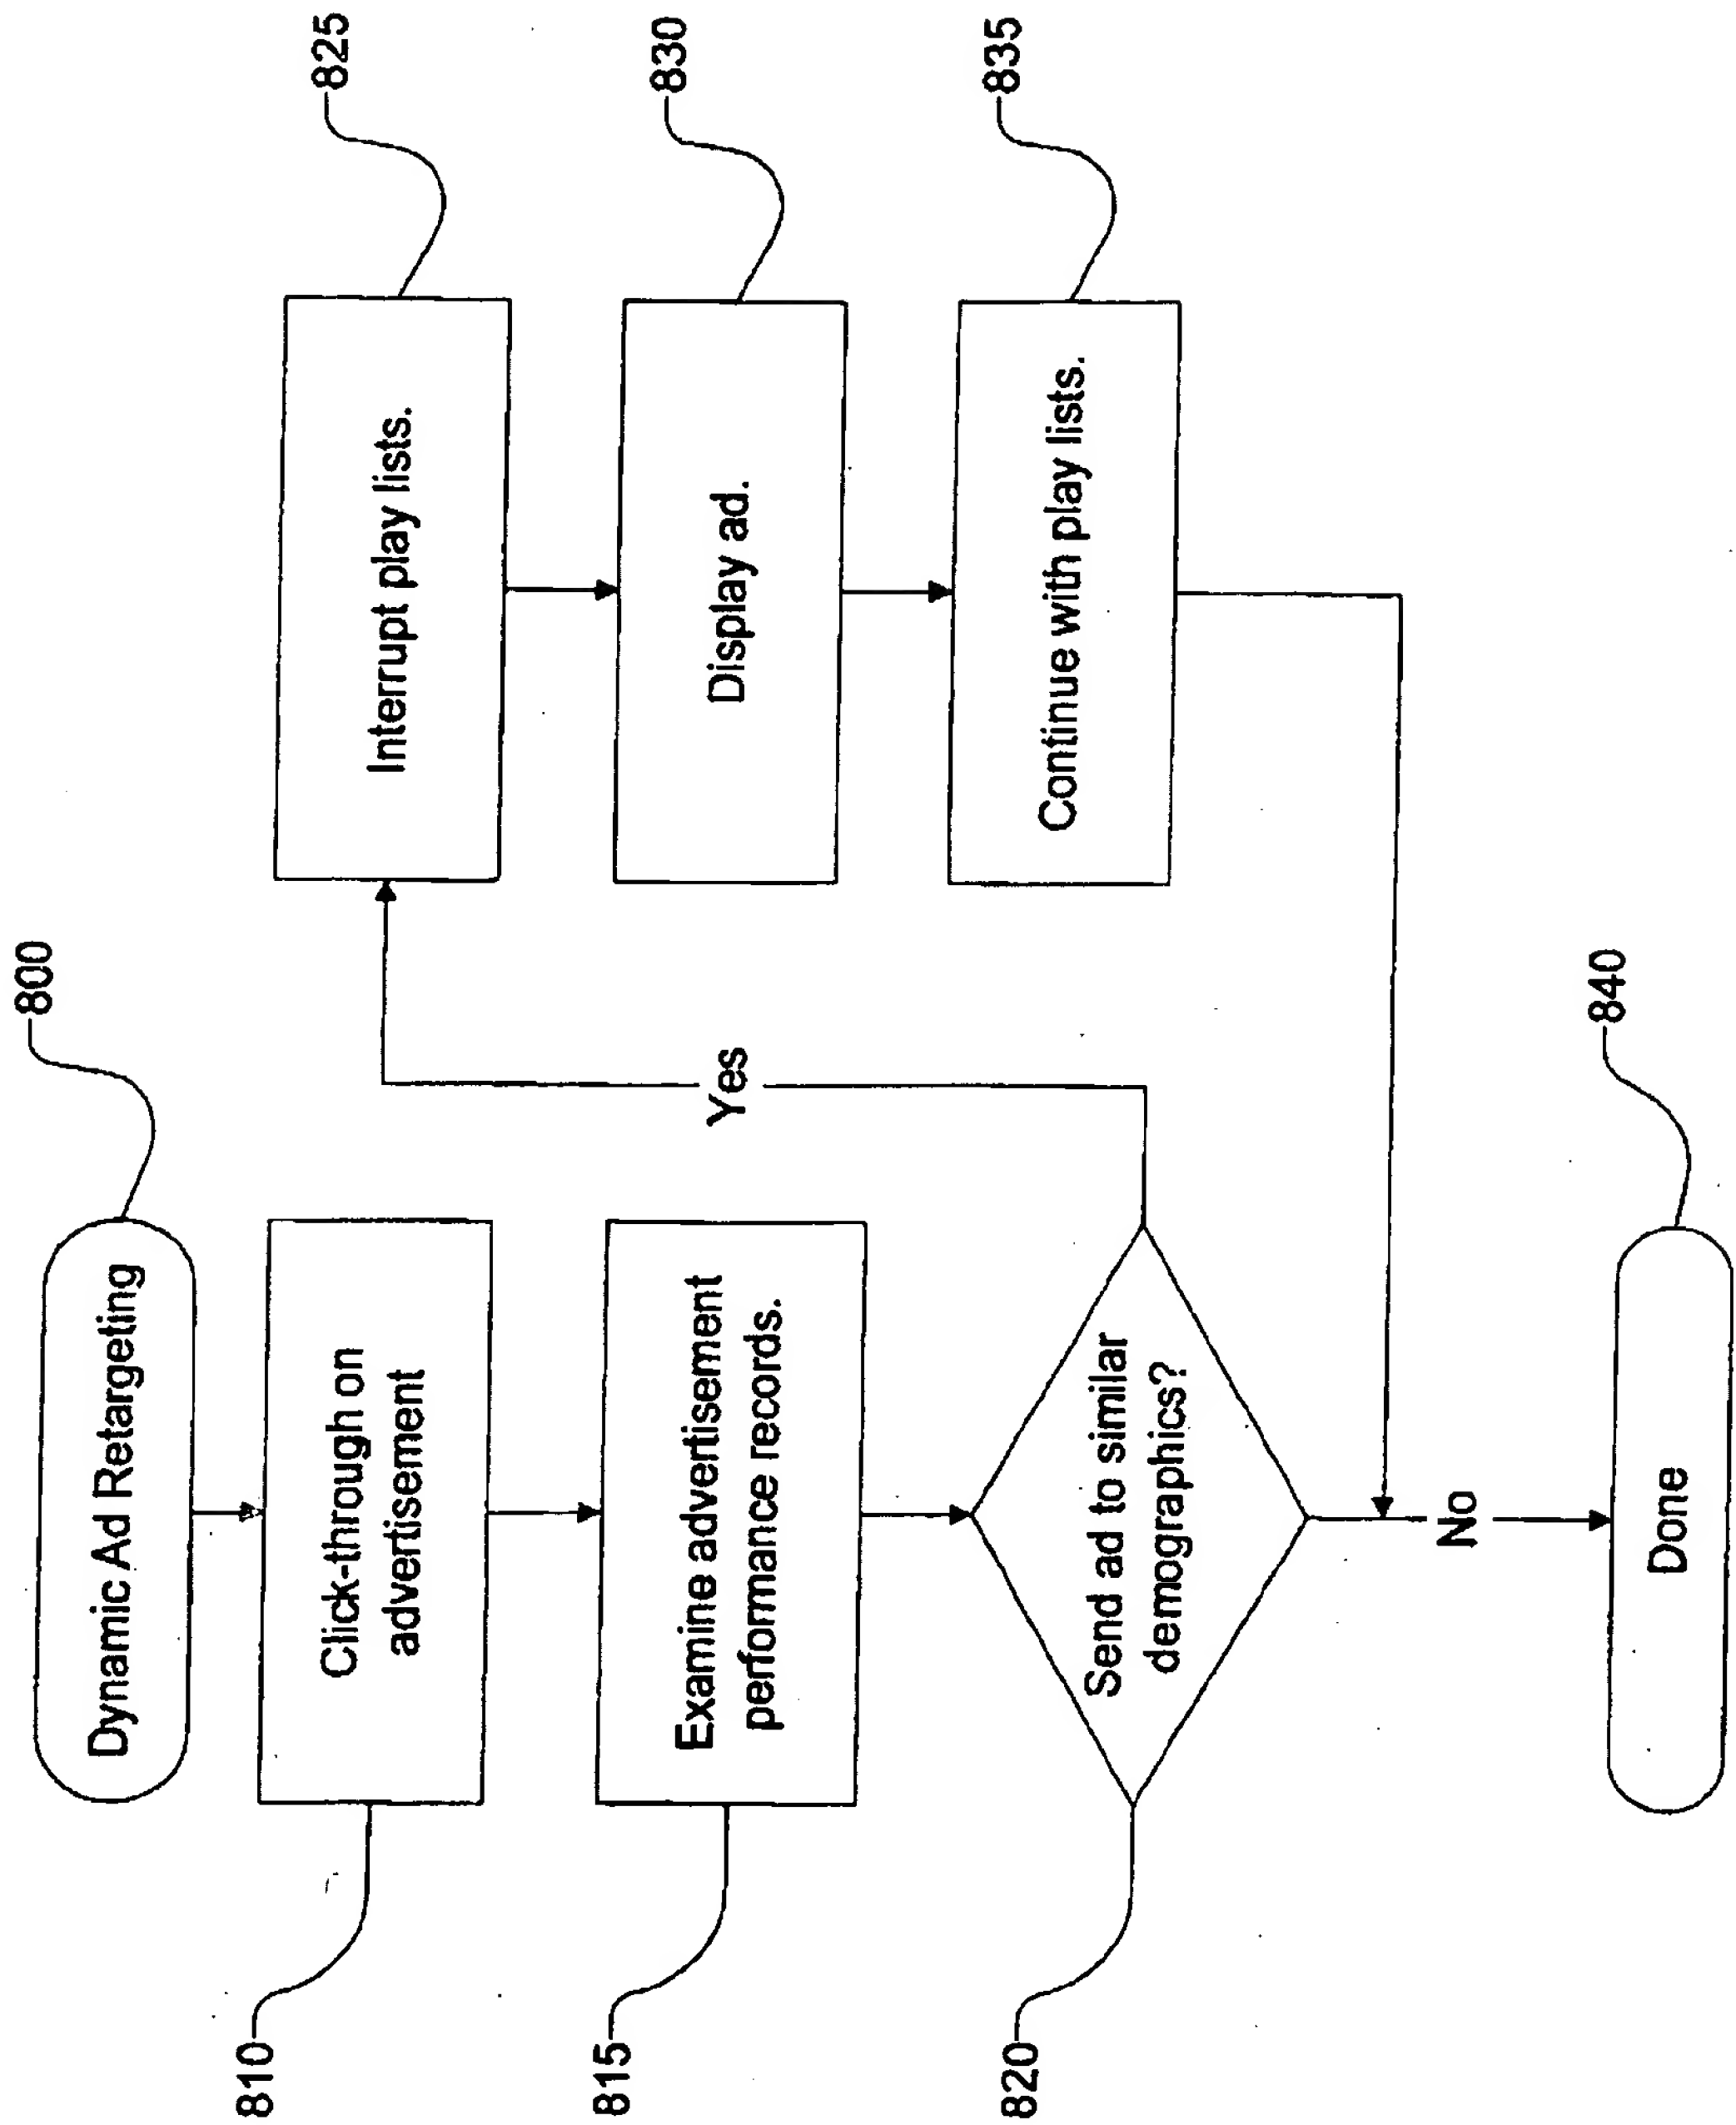 800
Dynamic Ad Retargeting
810
Click-through on
advertisement
815
Examine advertisement
performance records.
820
Send ad to similar
demographics?
Yes
825
Interrupt play lists.
830
Display ad.
835
Continue with play lists.
No
840
Done